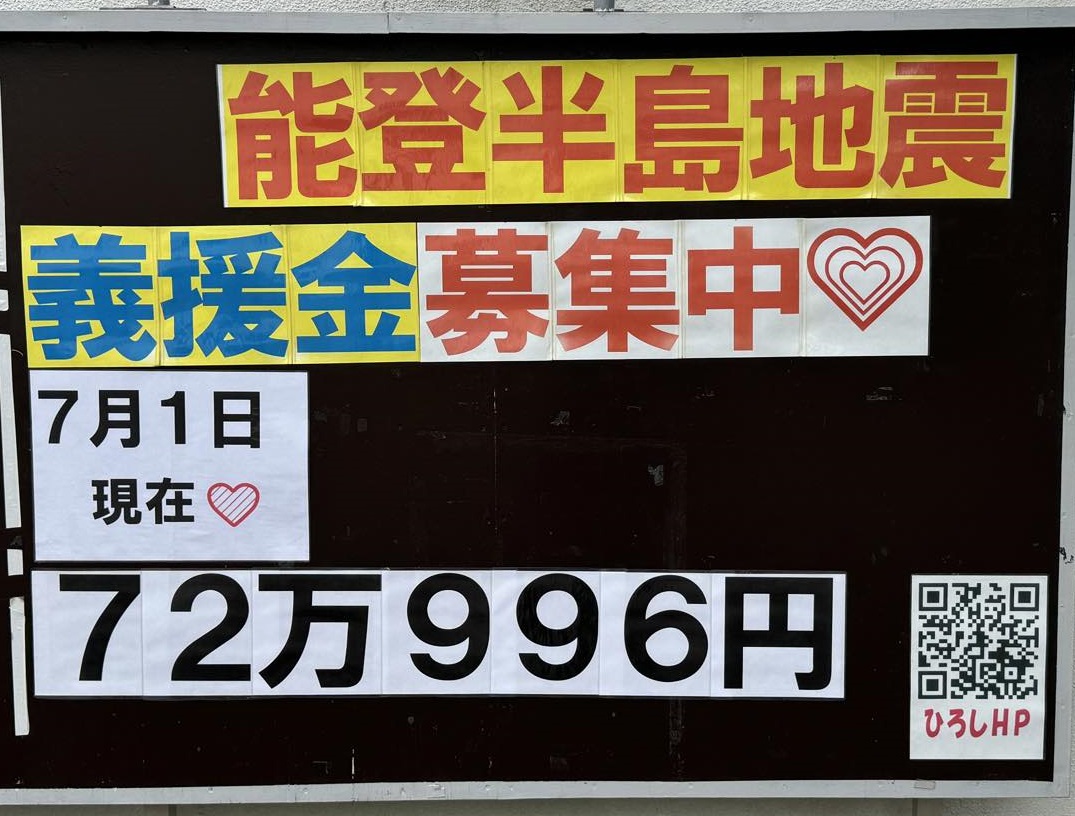 能登半島地震
義援金募集中♡
7月1日
現在♡
72万996円
ひろしHP